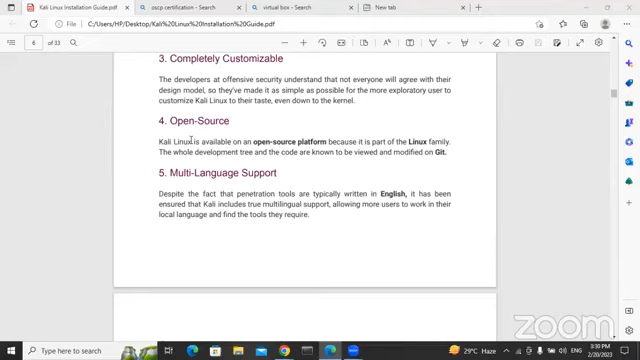 Kali Linux Installation Guide.pdf
oscp certification - Search
virtual box - Search
New tab
File
C:/Users/HP/Desktop/Kali%20Linux%20Installation%20Guide.pdf
6 of 33
3. Completely Customizable
The developers at offensive security understand that not everyone will agree with their
design model, so they've made it as simple as possible for the more exploratory user to
customize Kali Linux to their taste, even down to the kernel.
4. Open-Source
Kali Linux is available on an open-source platform because it is part of the Linux family.
The whole development tree and the code are known to be viewed and modified on Git.
5. Multi-Language Support
Despite the fact that penetration tools are typically written in English, it has been
ensured that Kali includes true multilingual support, allowing more users to work in their
local language and find the tools they require.
zoom
Type here to search
29°C Haze
3:30 PM
2/20/2023